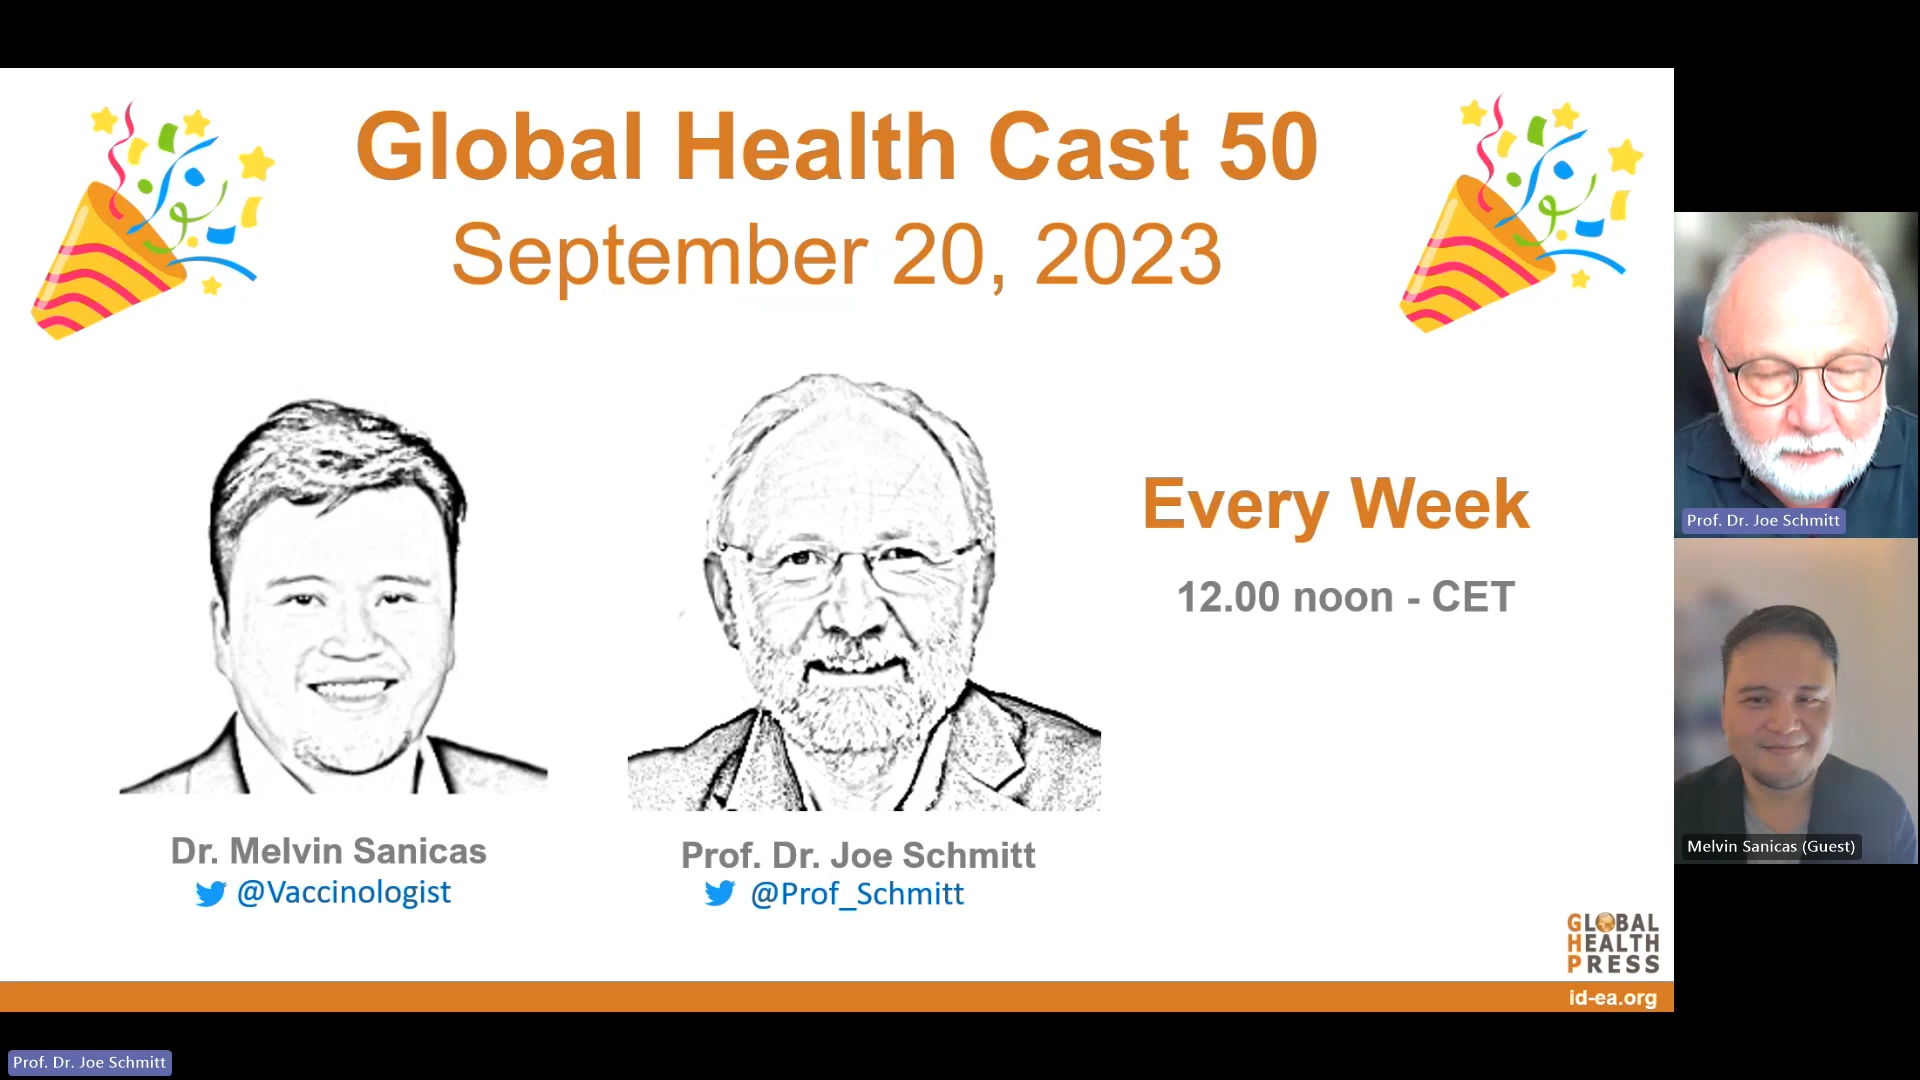 Global Health Cast 50
September 20, 2023
Every Week
12.00 noon - CET
Dr. Melvin Sanicas
@Vaccinologist
Prof. Dr. Joe Schmitt
@Prof_Schmitt
GLOBAL
HEALTH
PRESS
id-ea.org
Prof. Dr. Joe Schmitt
Melvin Sanicas (Guest)
Prof. Dr. Joe Schmitt